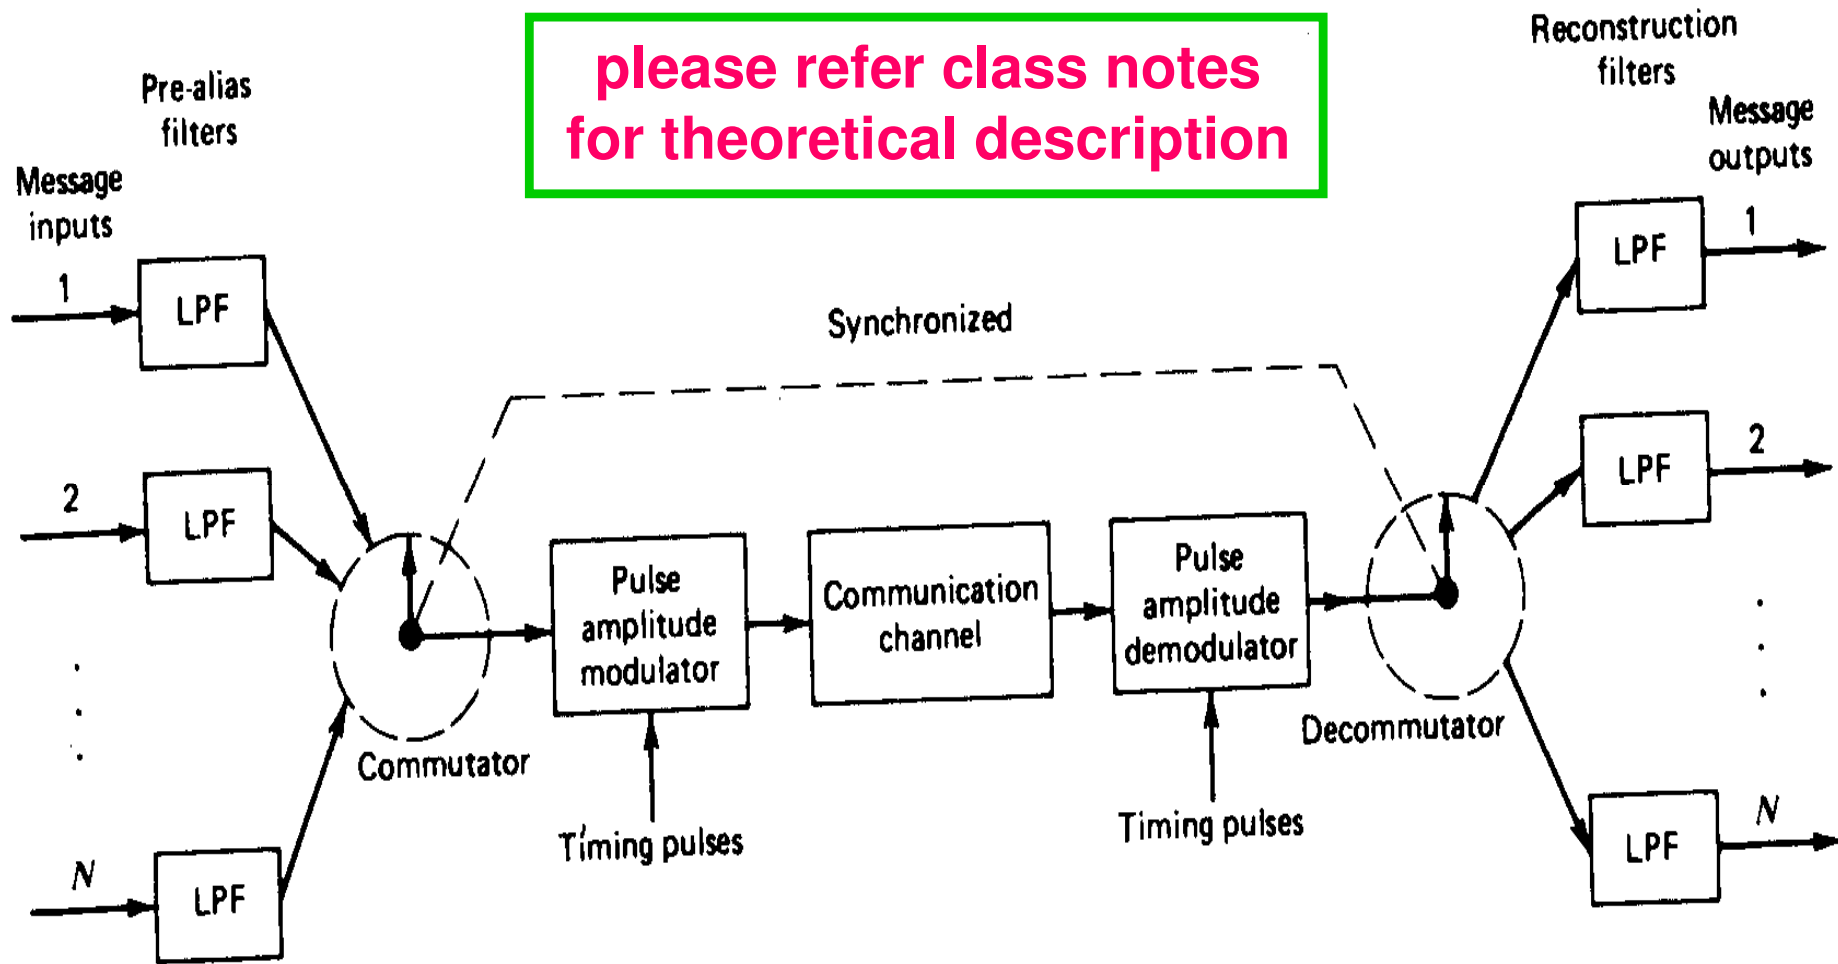 please refer class notes
for theoretical description
Pre-alias
filters
Message
inputs
Reconstruction
filters
Message
outputs
1
LPF
2
LPF
N
LPF
Synchronized
Commutator
Pulse
amplitude
modulator
Timing pulses
Communication
channel
Pulse
amplitude
demodulator
Timing pulses
Decommutator
LPF
1
LPF
2
LPF
N